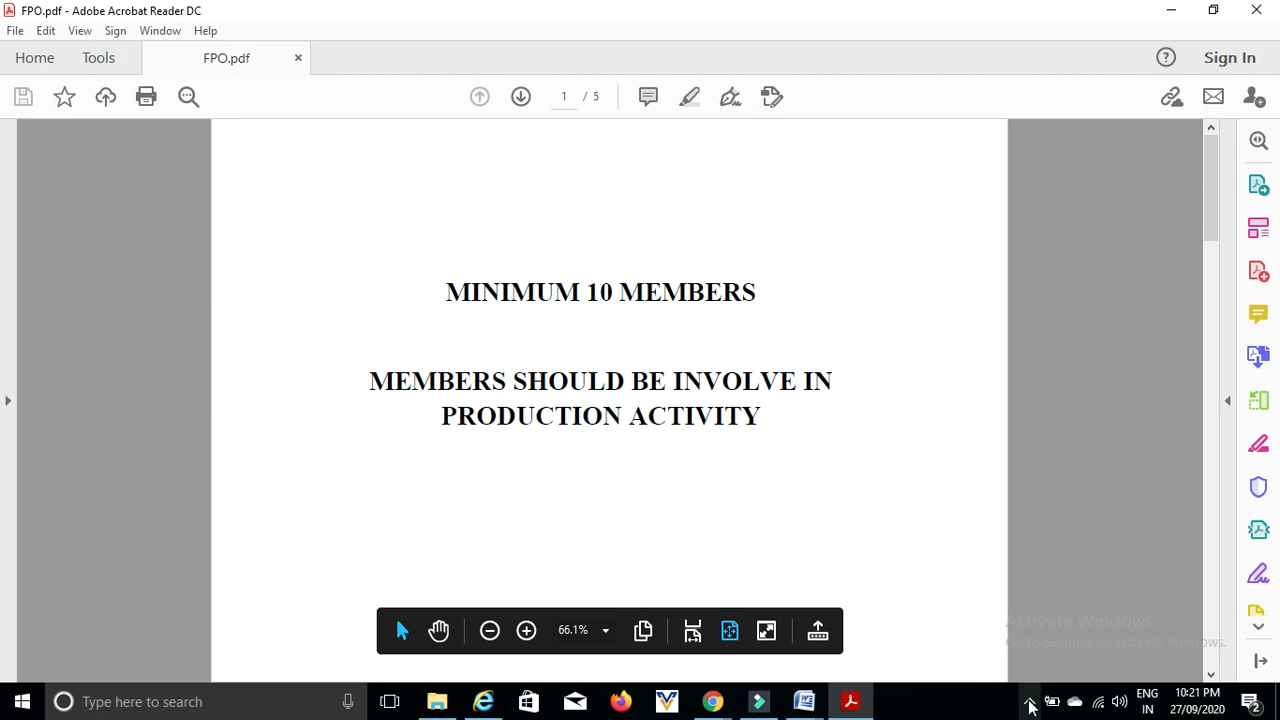 FPO.pdf - Adobe Acrobat Reader DC
File Edit View Sign Window Help
Home Tools FPO.pdf × Sign In
1 / 5
MINIMUM 10 MEMBERS
MEMBERS SHOULD BE INVOLVE IN
PRODUCTION ACTIVITY
66.1%
Activate Windows
Go to Settings to activate Windows.
Type here to search
ENG 10:21 PM
IN 27/09/2020
2